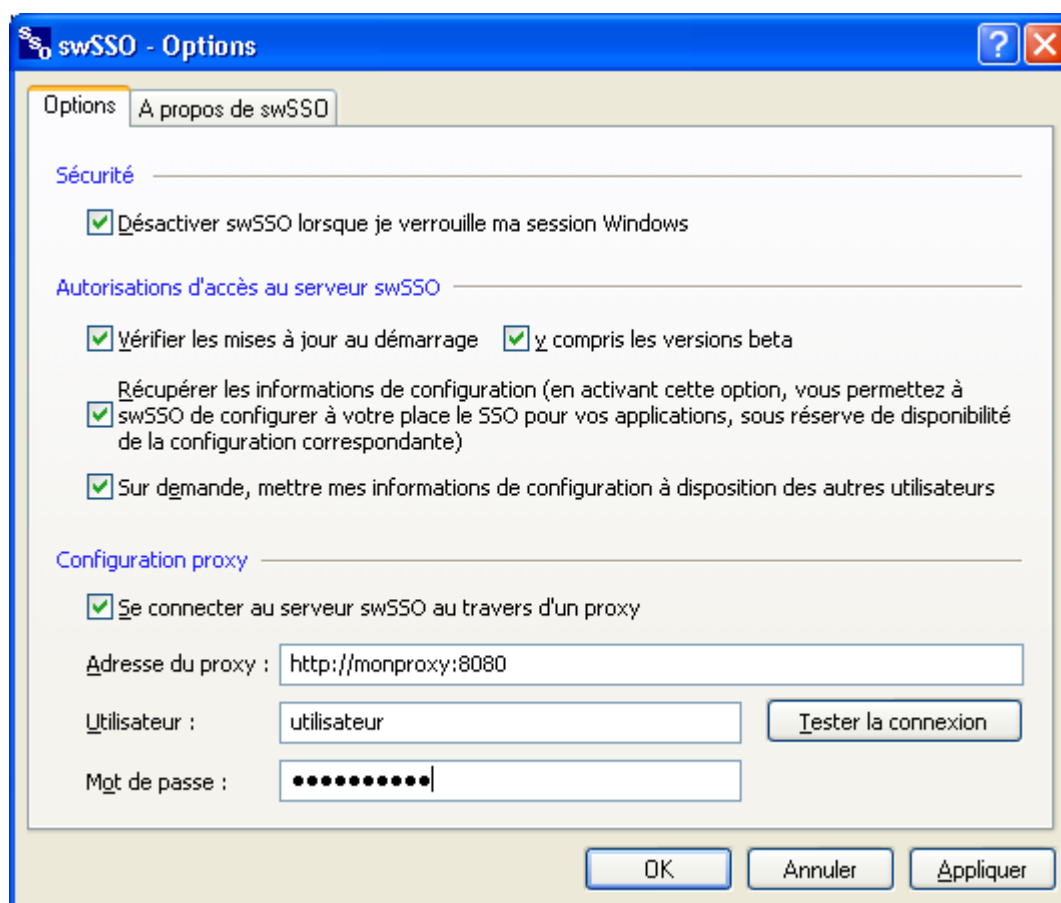 swSSO - Options
Options
A propos de swSSO
Sécurité
Désactiver swSSO lorsque je verrouille ma session Windows
Autorisations d'accès au serveur swSSO
Vérifier les mises à jour au démarrage
y compris les versions beta
Récupérer les informations de configuration (en activant cette option, vous permettez à
swSSO de configurer à votre place le SSO pour vos applications, sous réserve de disponibilité
de la configuration correspondante)
Sur demande, mettre mes informations de configuration à disposition des autres utilisateurs
Configuration proxy
Se connecter au serveur swSSO au travers d'un proxy
Adresse du proxy : http://monproxy:8080
Utilisateur : utilisateur
Tester la connexion
Mot de passe : ●●●●●●●●●●
OK
Annuler
Appliquer